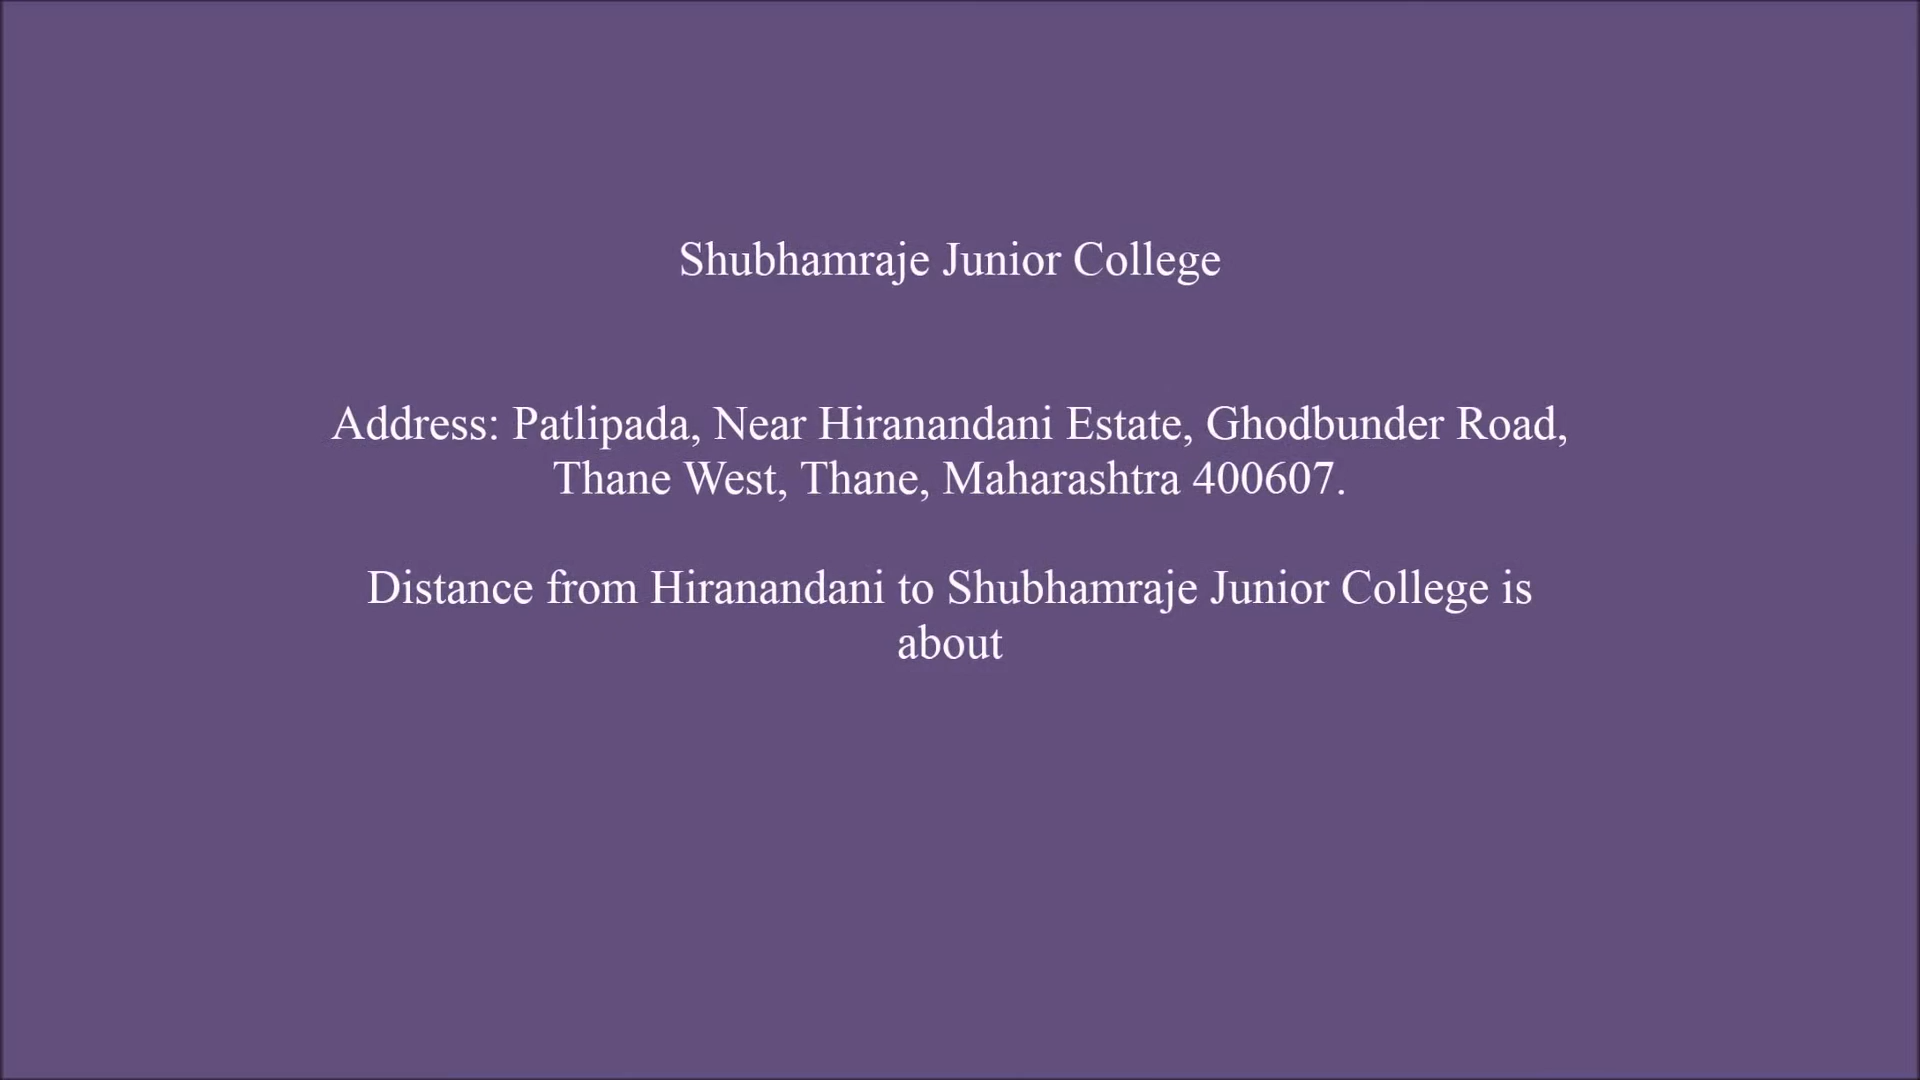 Shubhamraje Junior College
Address: Patlipada, Near Hiranandani Estate, Ghodbunder Road,
Thane West, Thane, Maharashtra 400607.
Distance from Hiranandani to Shubhamraje Junior College is
about